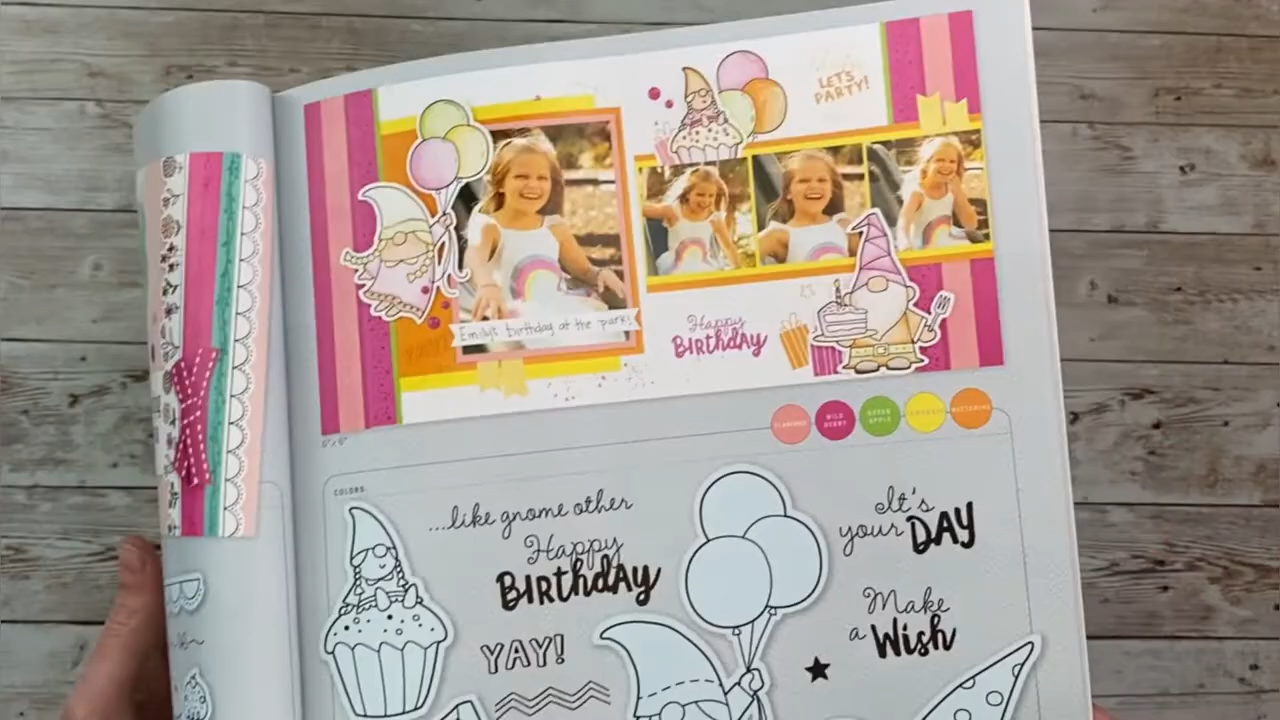 LET'S
PARTY!
Emily's birthday at the park!
Happy
BIRthdAy
COLORS
...like gnome other
Happy
BIRthdAy
YAY!
It's
your DAY
Make
a Wish